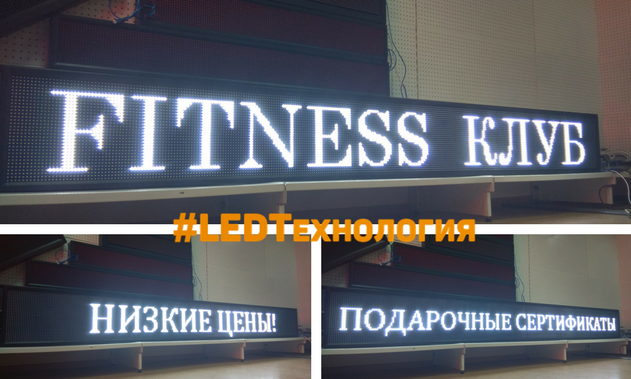 FITNESS КЛУБ
#LEDТехнология
НИЗКИЕ ЦЕНЫ!
ПОДАРОЧНЫЕ СЕРТИФИКАТЫ